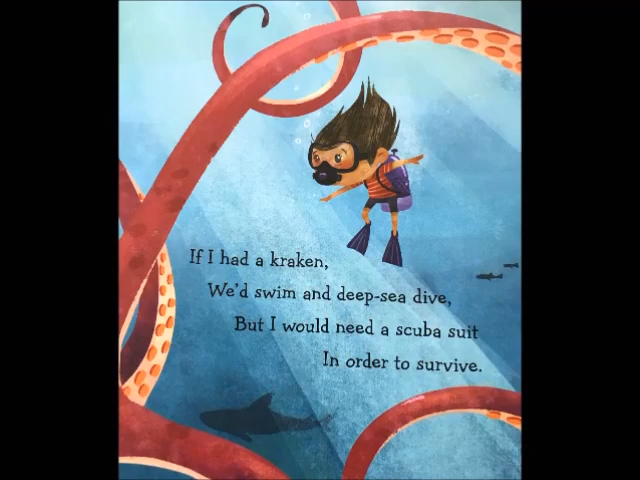 If I had a kraken,
We'd swim and deep-sea dive,
But I would need a scuba suit
In order to survive.